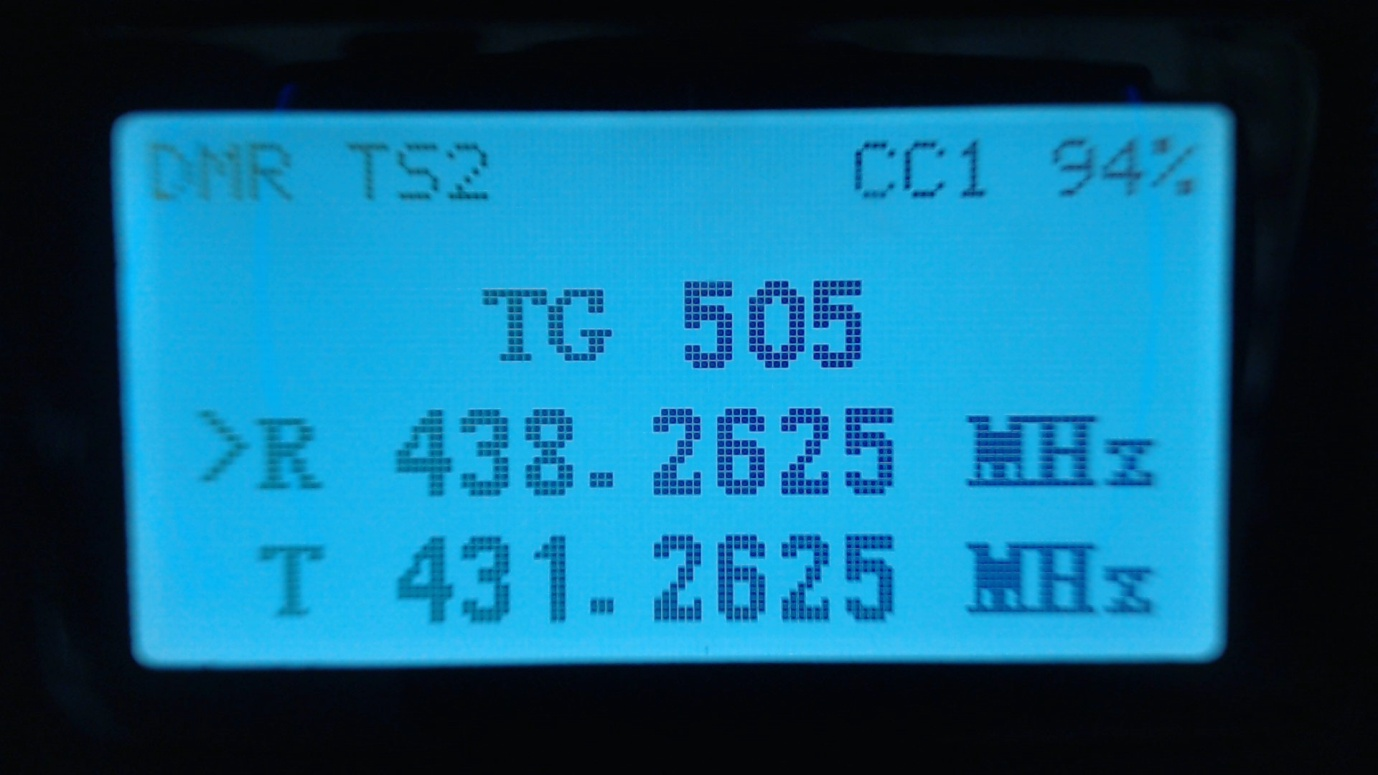 DMR TS2 CC1 94%
TG 505
>R 438.2625 MHz
T 431.2625 MHz